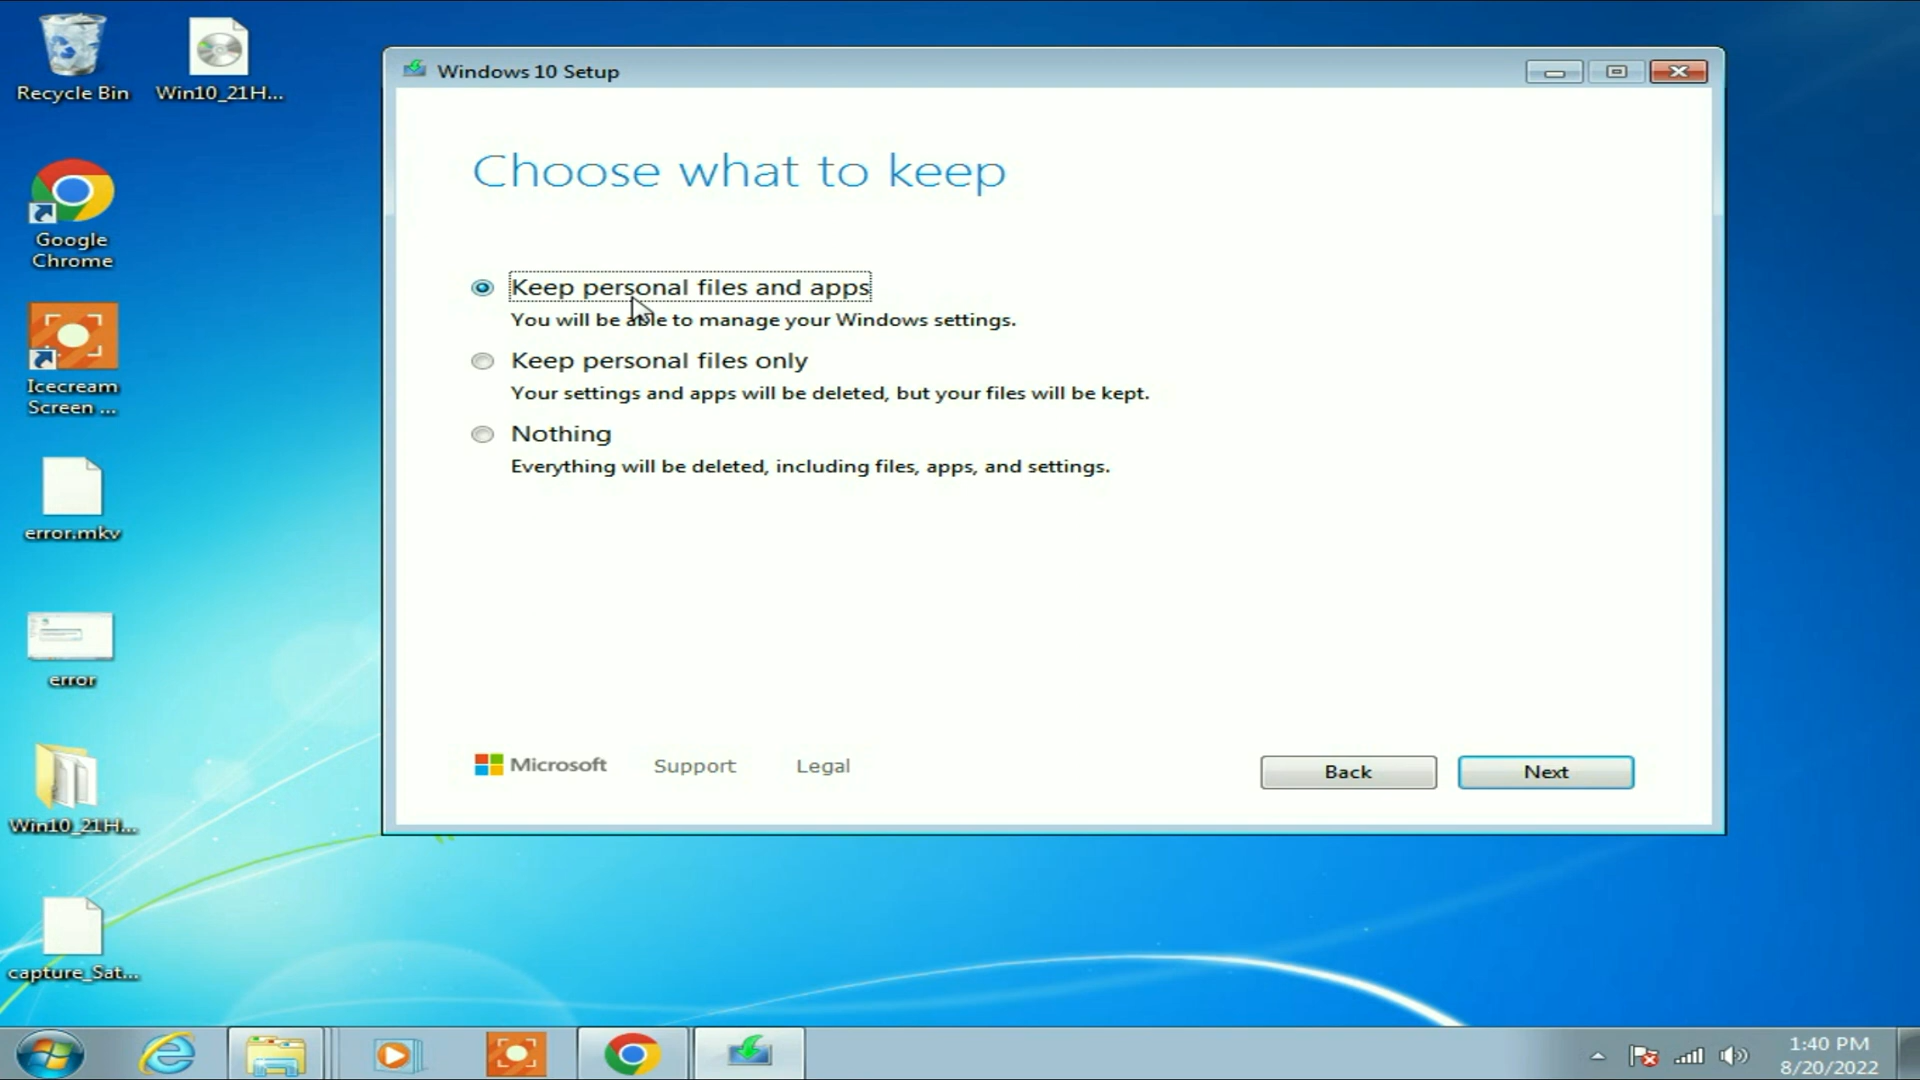 Recycle Bin
Win10_21H...
Google
Chrome
Icecream
Screen ...
error.mkv
error
Win10_21H...
capture_Sat...
Windows 10 Setup
Choose what to keep
Keep personal files and apps
You will be able to manage your Windows settings.
Keep personal files only
Your settings and apps will be deleted, but your files will be kept.
Nothing
Everything will be deleted, including files, apps, and settings.
Microsoft
Support
Legal
Back
Next
1:40 PM
8/20/2022